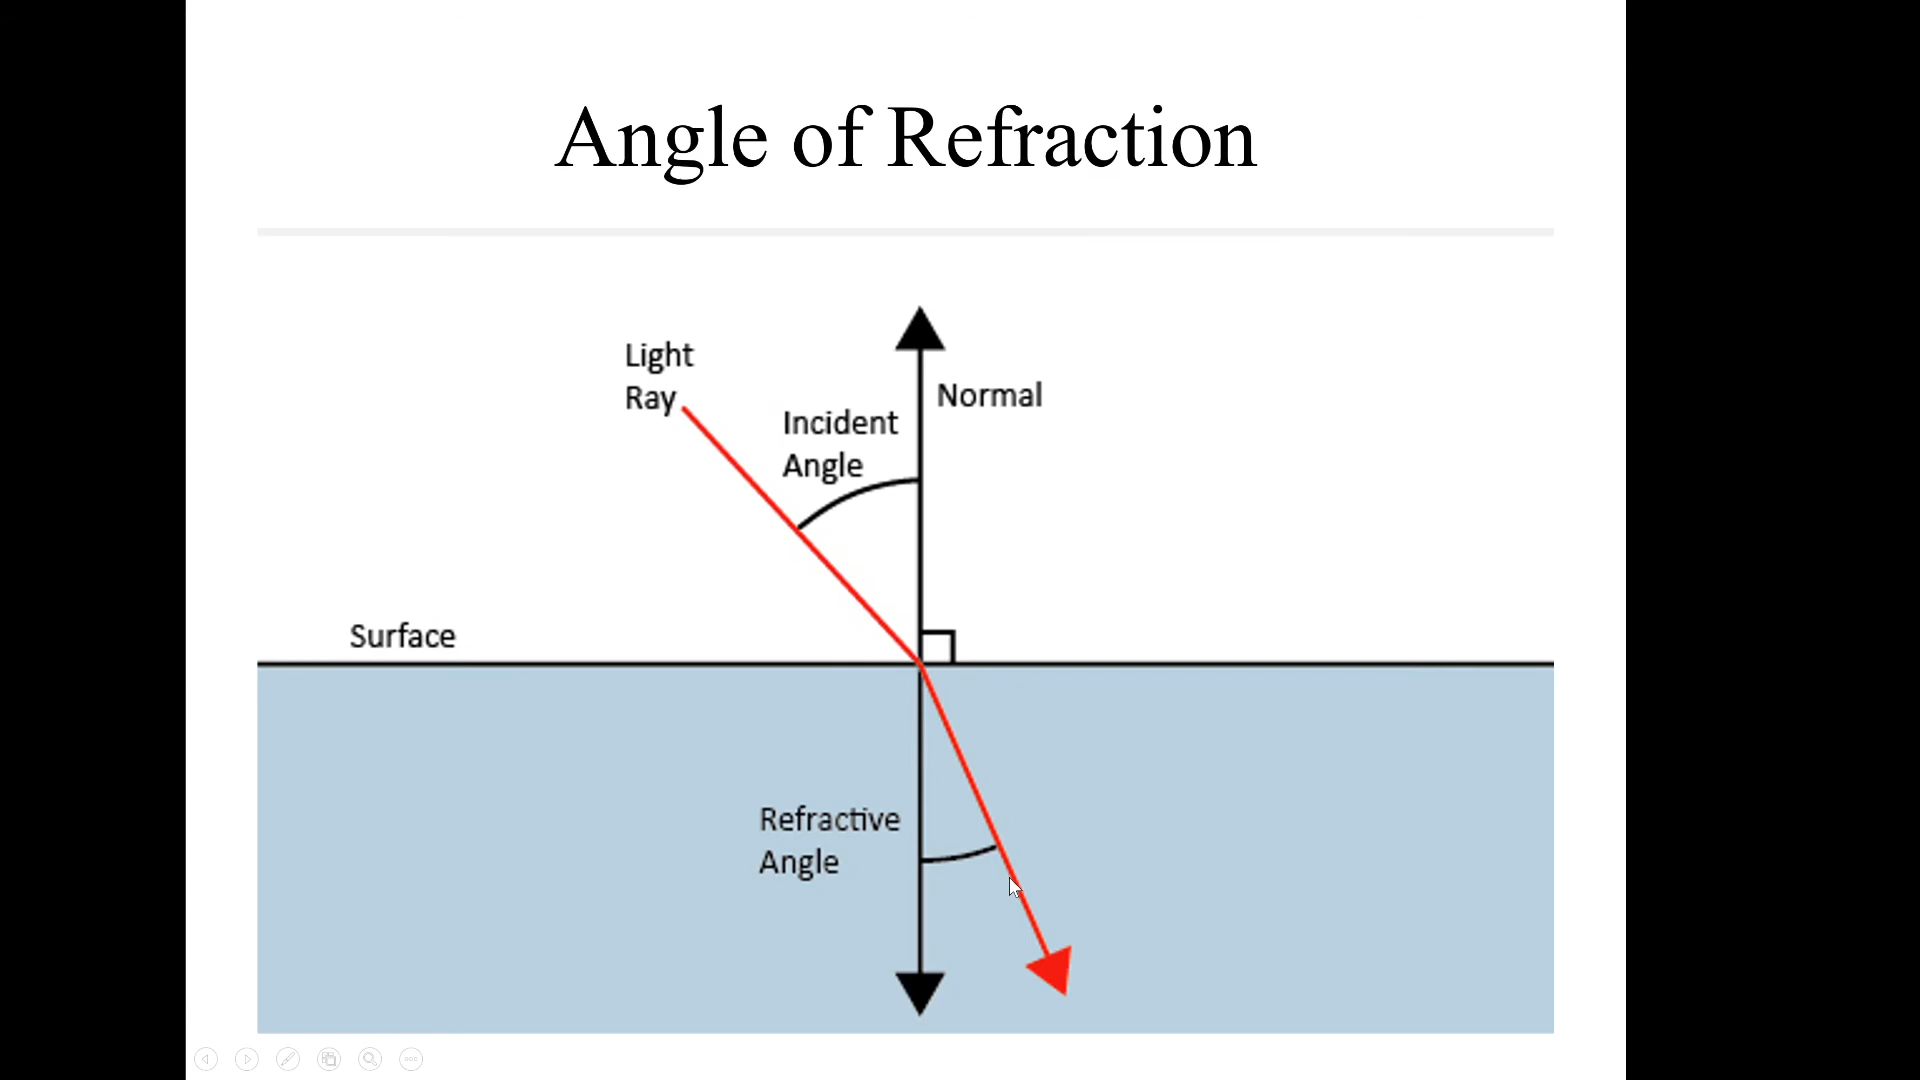 Angle of Refraction
Light
Ray
Incident
Angle
Normal
Surface
Refractive
Angle